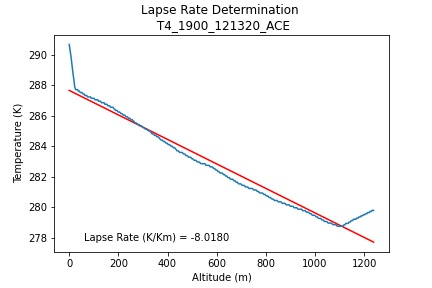 Lapse Rate Determination
T4_1900_121320_ACE
290
288
286
284
282
280
278
Temperature (K)
Lapse Rate (K/Km) = -8.0180
0 200 400 600 800 1000 1200
Altitude (m)